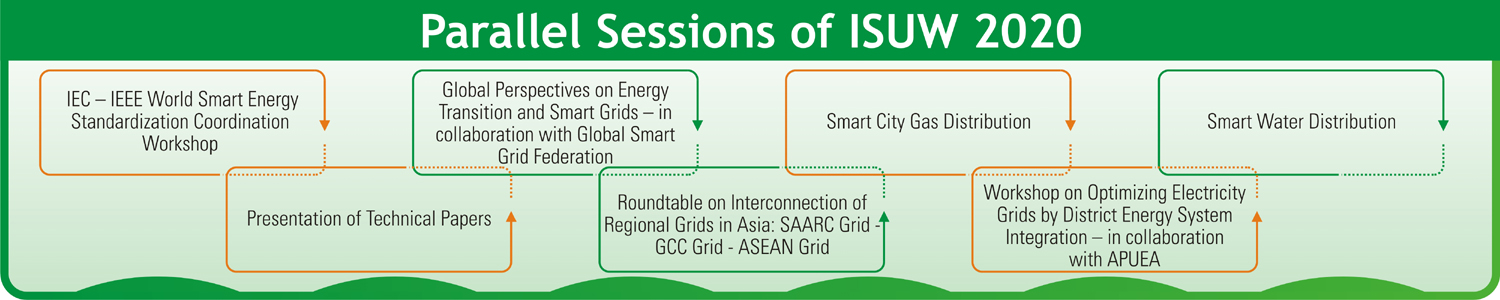 Parallel Sessions of ISUW 2020
IEC – IEEE World Smart Energy
Standardization Coordination
Workshop
Presentation of Technical Papers
Global Perspectives on Energy
Transition and Smart Grids – in
collaboration with Global Smart
Grid Federation
Roundtable on Interconnection of
Regional Grids in Asia: SAARC Grid -
GCC Grid - ASEAN Grid
Smart City Gas Distribution
Workshop on Optimizing Electricity
Grids by District Energy System
Integration – in collaboration
with APUEA
Smart Water Distribution